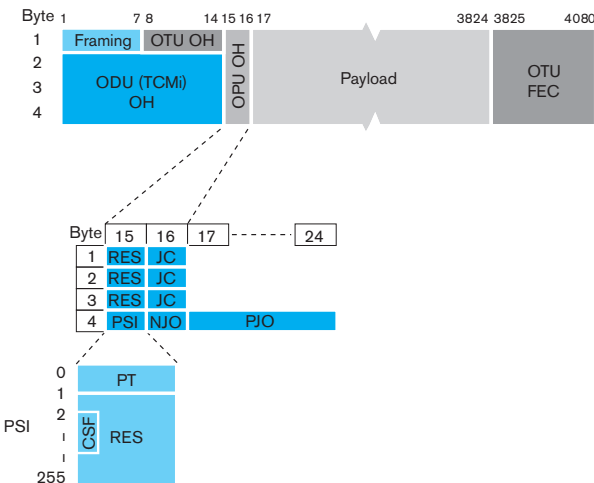 Byte 1 7 8 14 15 16 17 3824 3825 4080
1 Framing OTU OH
2
3
4
ODU (TCMi)
OH
OPU OH
Payload
OTU
FEC
Byte 15 16 17 24
1 RES JC
2 RES JC
3 RES JC
4 PSI NJO PJO
0 PT
1
2
PSI
CSF
RES
255